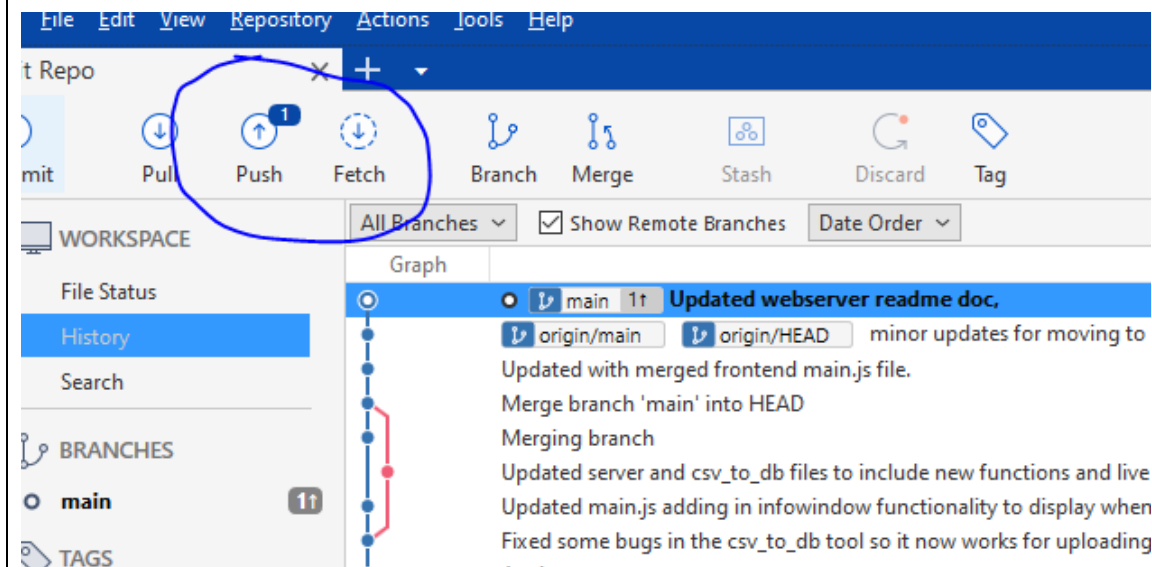 File Edit View Repository Actions Tools Help
t Repo
1
mit Pull Push Fetch Branch Merge Stash Discard Tag
WORKSPACE
File Status
History
Search
BRANCHES
main 1↑
TAGS
All Branches Show Remote Branches Date Order
Graph
main 1↑ Updated webserver readme doc,
origin/main origin/HEAD minor updates for moving to
Updated with merged frontend main.js file.
Merge branch 'main' into HEAD
Merging branch
Updated server and csv_to_db files to include new functions and live
Updated main.js adding in infowindow functionality to display when
Fixed some bugs in the csv_to_db tool so it now works for uploading